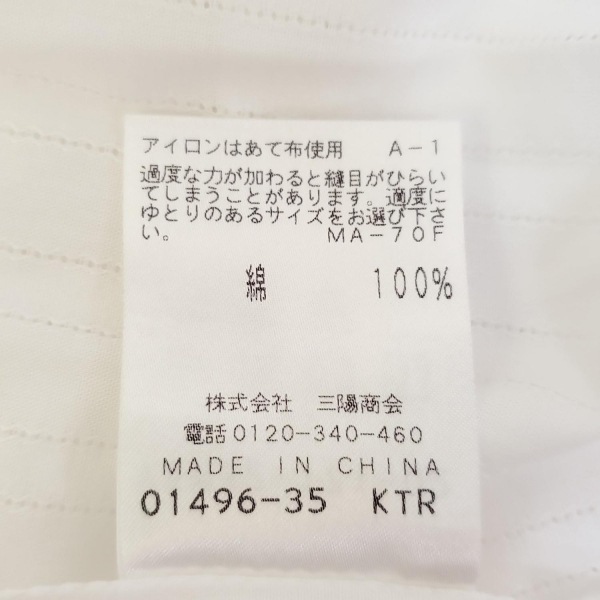 アイロンはあて布使用 A-1
過度な力が加わると縫目がひらい
てしまうことがあります。適度に
ゆとりのあるサイズをお選び下さ
い。 MA-70F
綿 100%
株式会社 三陽商会
電話0120-340-460
MADE IN CHINA
01496-35 KTR